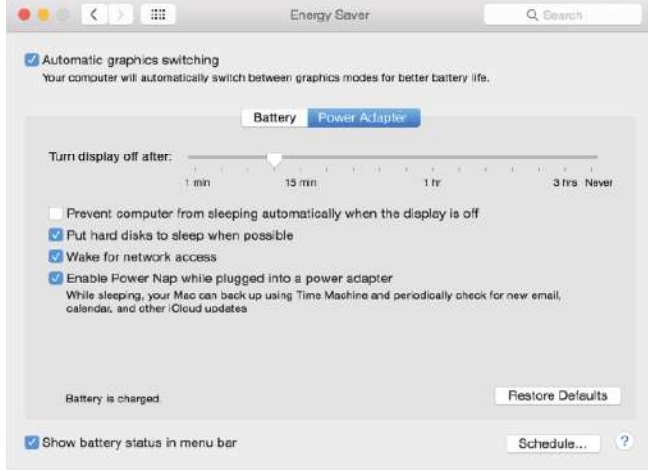 Energy Saver
Search
Automatic graphics switching
Your computer will automatically switch between graphics modes for better battery life.
Battery Power Adapter
Turn display off after:
1 min 15 min 1 hr 3 hrs Never
Prevent computer from sleeping automatically when the display is off
Put hard disks to sleep when possible
Wake for network access
Enable Power Nap while plugged into a power adapter
While sleeping, your Mac can back up using Time Machine and periodically check for new email,
calendar, and other iCloud updates
Battery is charged.
Restore Defaults
Show battery status in menu bar
Schedule...
?